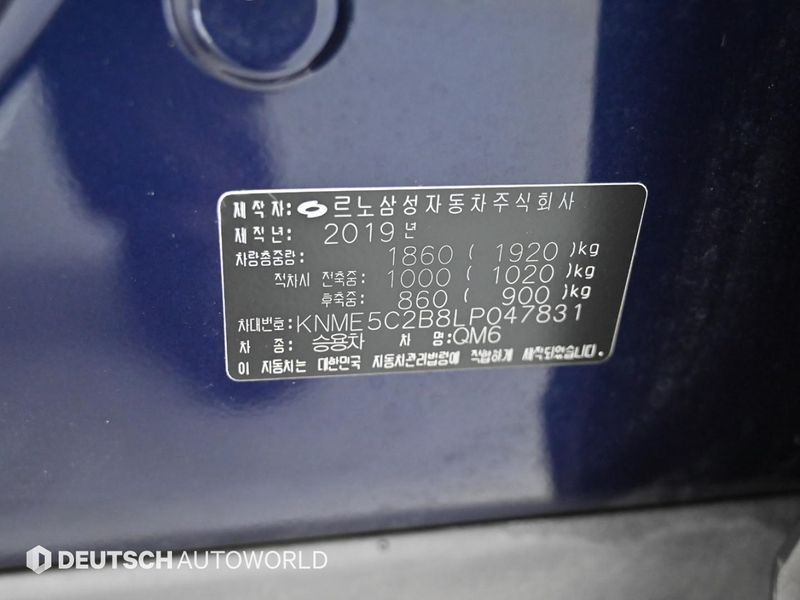 제작자: 르노삼성자동차주식회사
제작년: 2019년
차량총중량: 1860 ( 1920 )kg
적차시 전축중: 1000 ( 1020 )kg
후축중: 860 ( 900 )kg
차대번호: KNME5C2B8LP047831
차 종: 승용차 차 명: QM6
이 자동차는 대한민국 자동차관리법령에 적합하게 제작되었습니다.
DEUTSCH AUTOWORLD